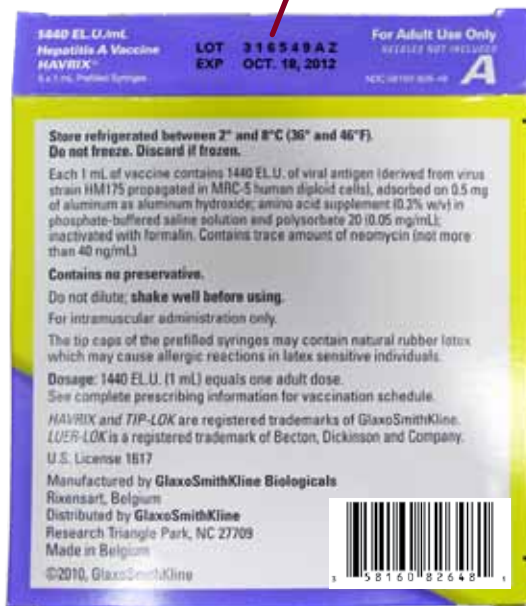 1440 EL.U./mL
Hepatitis A Vaccine
HAVRIX
5 x 1 mL Prefilled Syringes
LOT 316549AZ
EXP OCT. 18, 2012
For Adult Use Only
NEEDLES NOT INCLUDED
A
Store refrigerated between 2° and 8°C (36° and 46°F).
Do not freeze. Discard if frozen.
Each 1 mL of vaccine contains 1440 EL.U. of viral antigen (derived from virus
strain HM175 propagated in MRC-5 human diploid cells), adsorbed on 0.5 mg
of aluminum as aluminum hydroxide; amino acid supplement (0.3% w/v) in
phosphate-buffered saline solution and polysorbate 20 (0.05 mg/mL);
inactivated with formalin. Contains trace amount of neomycin (not more
than 40 ng/mL)
Contains no preservative.
Do not dilute; shake well before using.
For intramuscular administration only.
The tip caps of the prefilled syringes may contain natural rubber latex
which may cause allergic reactions in latex sensitive individuals.
Dosage: 1440 EL.U. (1 mL) equals one adult dose.
See complete prescribing information for vaccination schedule.
HAVRIX and TIP-LOK are registered trademarks of GlaxoSmithKline.
LUER-LOK is a registered trademark of Becton, Dickinson and Company.
U.S. License 1617
Manufactured by GlaxoSmithKline Biologicals
Rixensart, Belgium
Distributed by GlaxoSmithKline
Research Triangle Park, NC 27709
Made in Belgium
©2010, GlaxoSmithKline
3 58160 82648 1